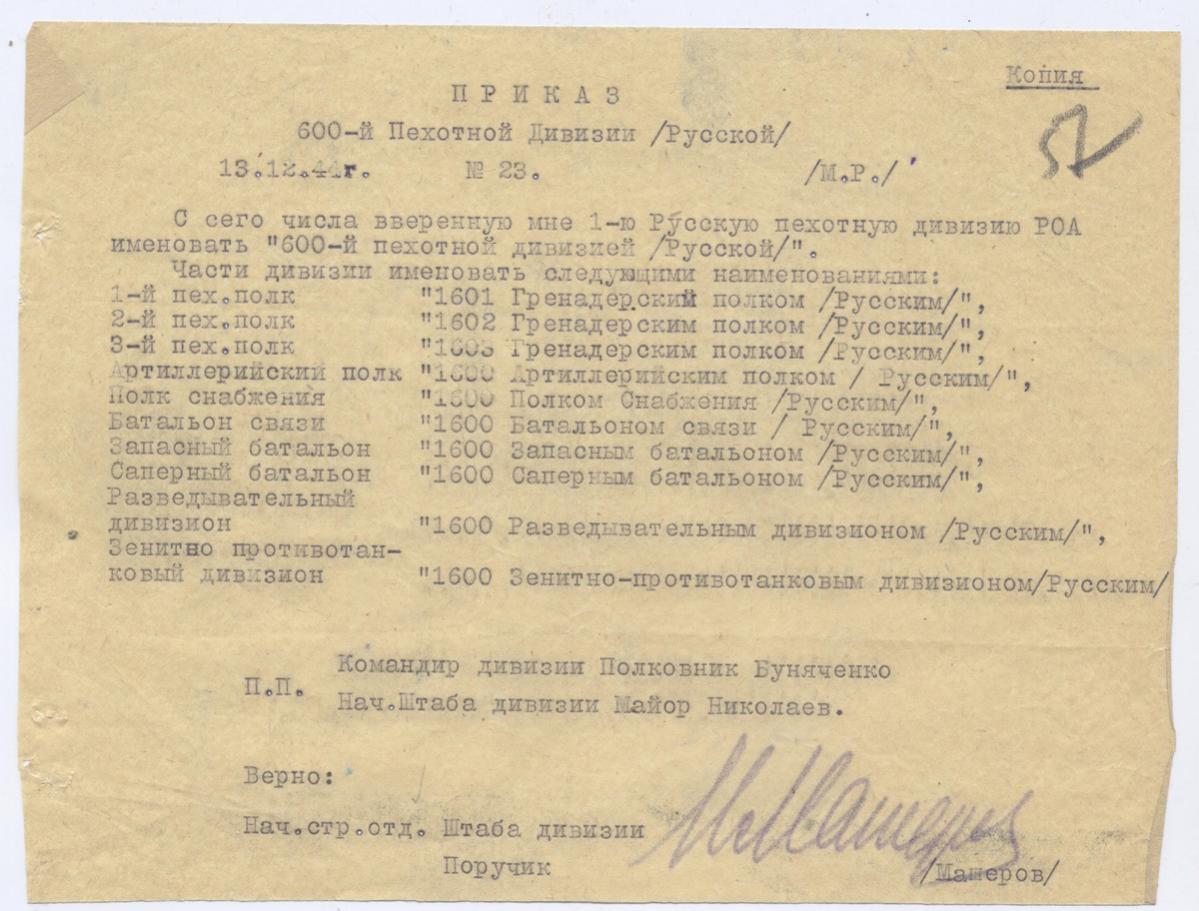 Копия
П Р И К А З
57
600-й Пехотной Дивизии /Русской/
13.12.44г. № 23. /М.Р./
С сего числа вверенную мне 1-ю Русскую пехотную дивизию РОА
именовать "600-й пехотной дивизией /Русской/".
Части дивизии именовать следующими наименованиями:
1-й пех.полк "1601 Гренадерский полком /Русским/",
2-й пех.полк "1602 Гренадерским полком /Русским/",
3-й пех.полк "1603 Гренадерским полком /Русским/",
Артиллерийский полк "1600 Артиллерийским полком / Русским/",
Полк снабжения "1600 Полком Снабжения /Русским/",
Батальон связи "1600 Батальоном связи / Русским/",
Запасный батальон "1600 Запасным батальоном /Русским/",
Саперный батальон "1600 Саперным батальоном /Русским/",
Разведывательный
дивизион "1600 Разведывательным дивизионом /Русским/",
Зенитно противотан-
ковый дивизион "1600 Зенитно-противотанковым дивизионом/Русским/
Командир дивизии Полковник Буняченко
П.П.
Нач.Штаба дивизии Майор Николаев.
Верно:
Нач.стр.отд. Штаба дивизии
Поручик /Машеров/